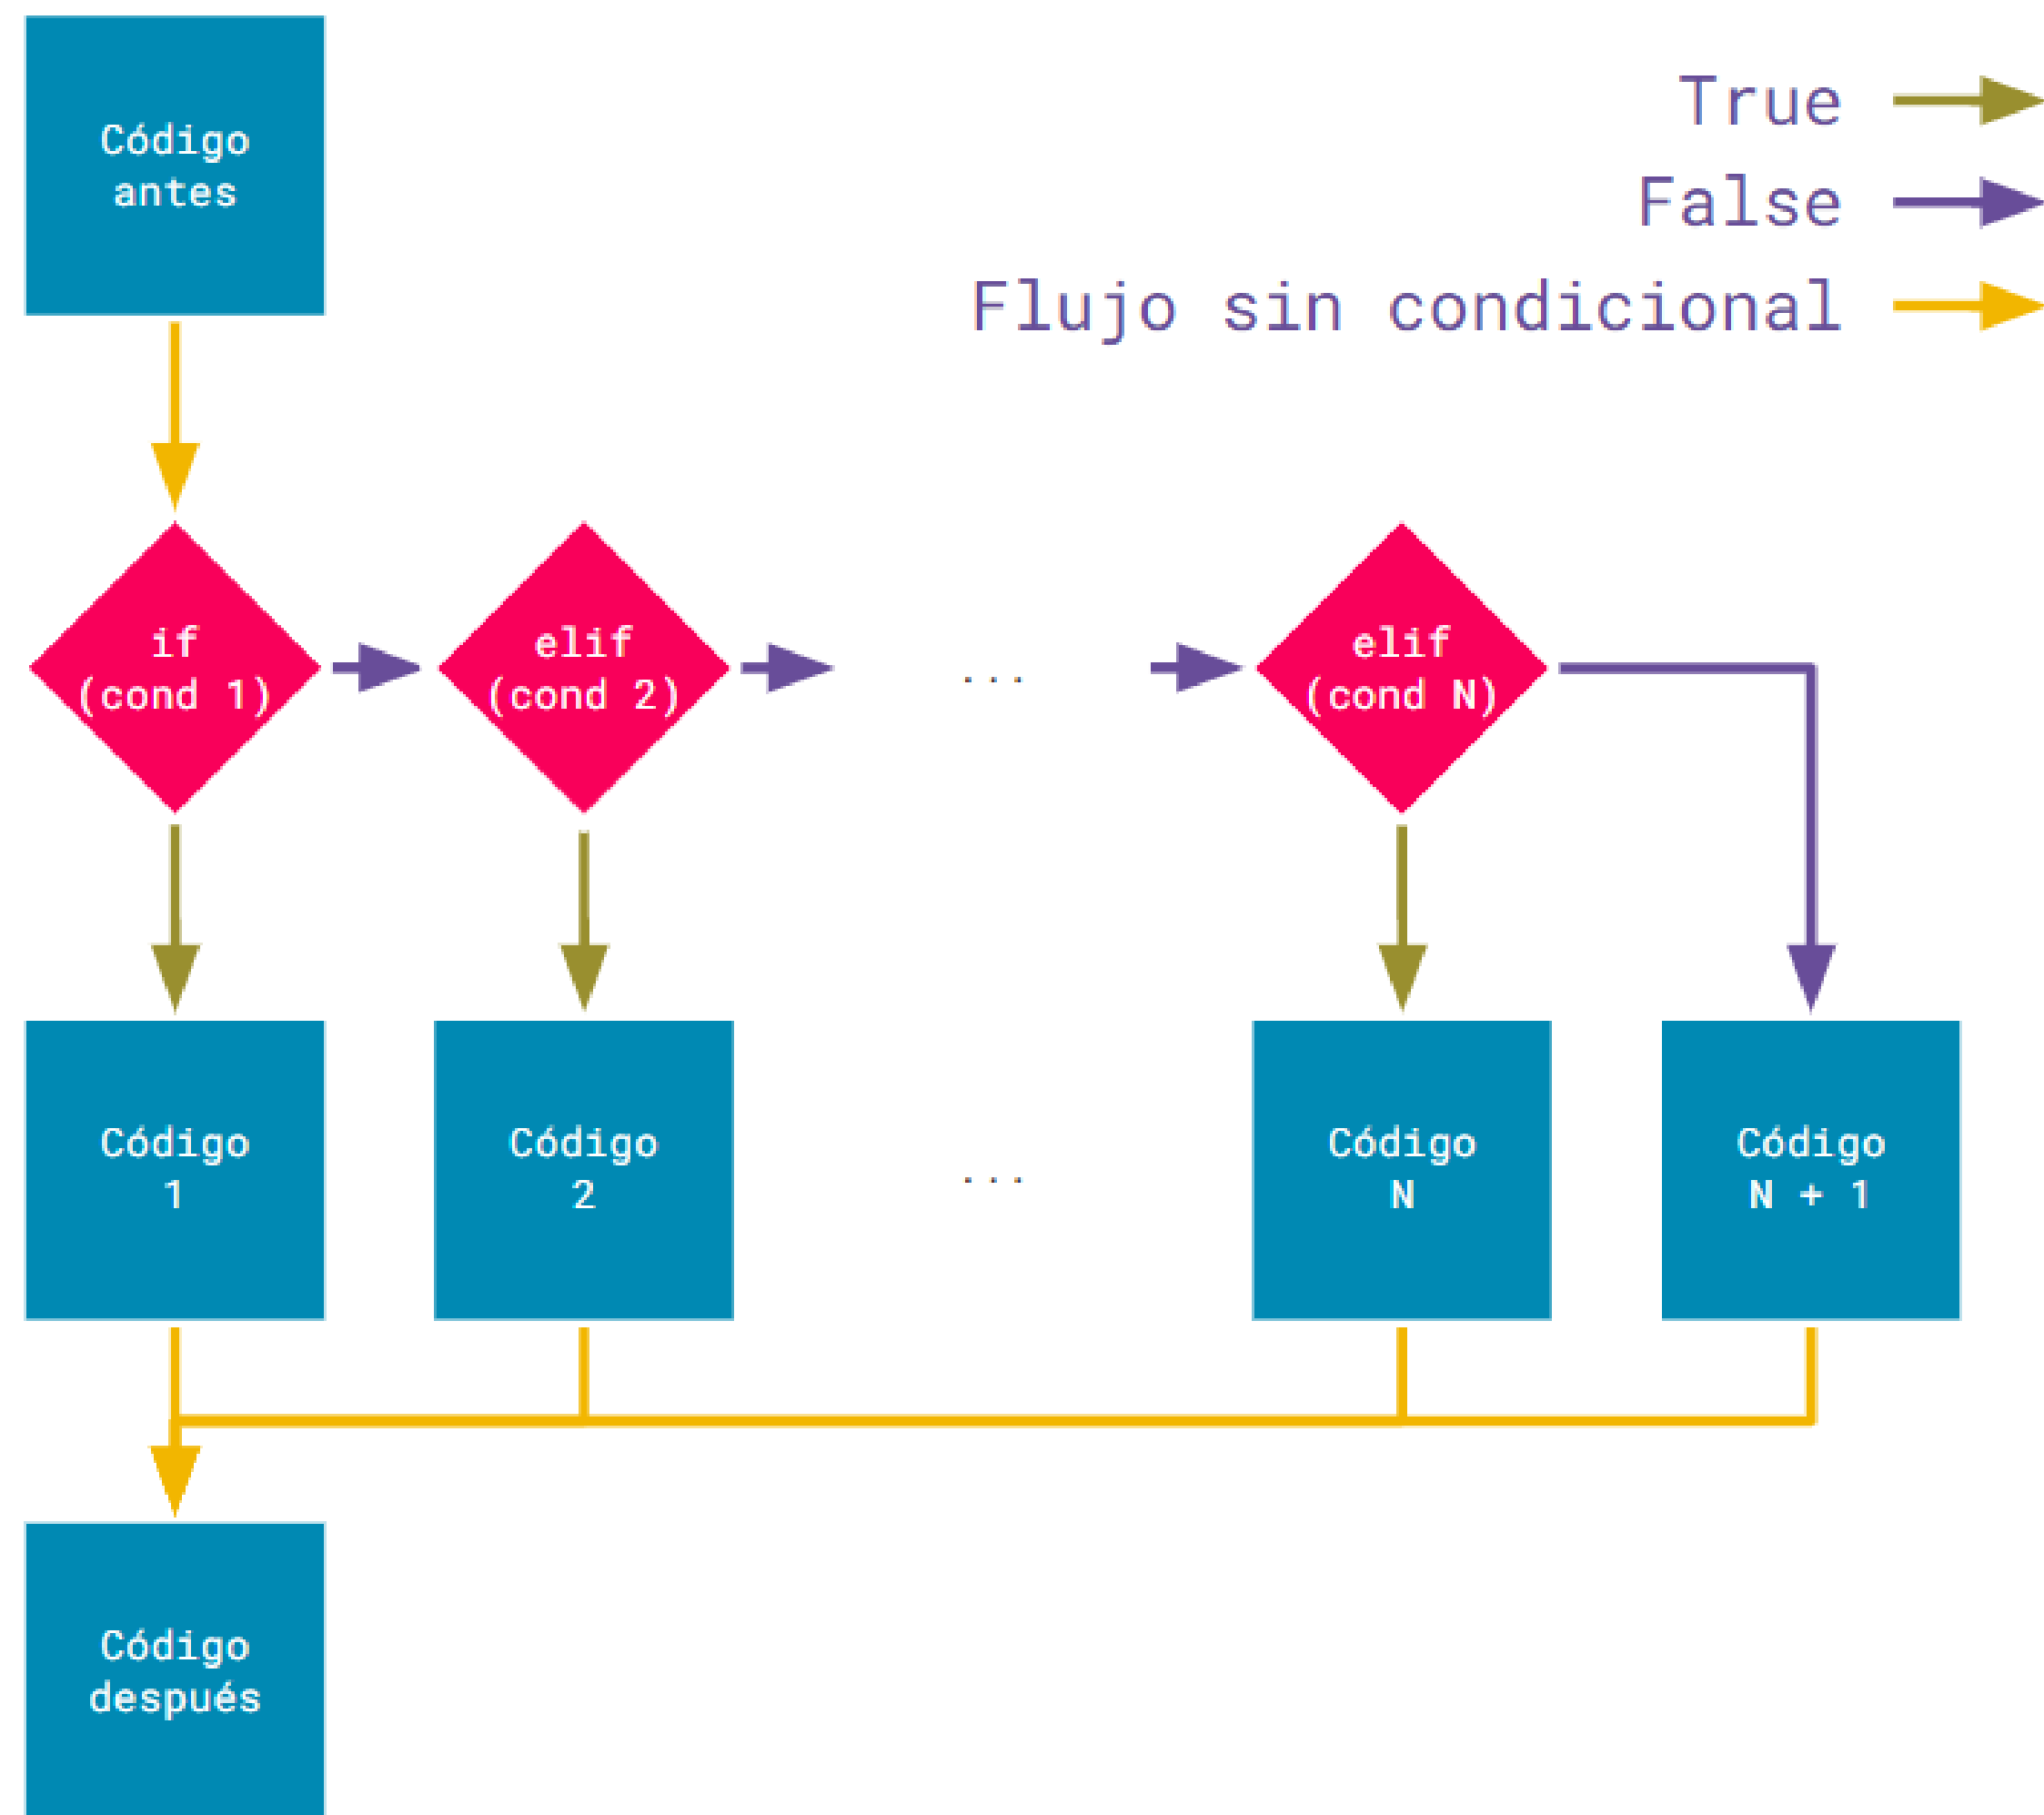 Código
antes
True
False
Flujo sin condicional
if
(cond 1)
elif
(cond 2)
...
elif
(cond N)
Código
1
Código
2
...
Código
N
Código
N + 1
Código
después